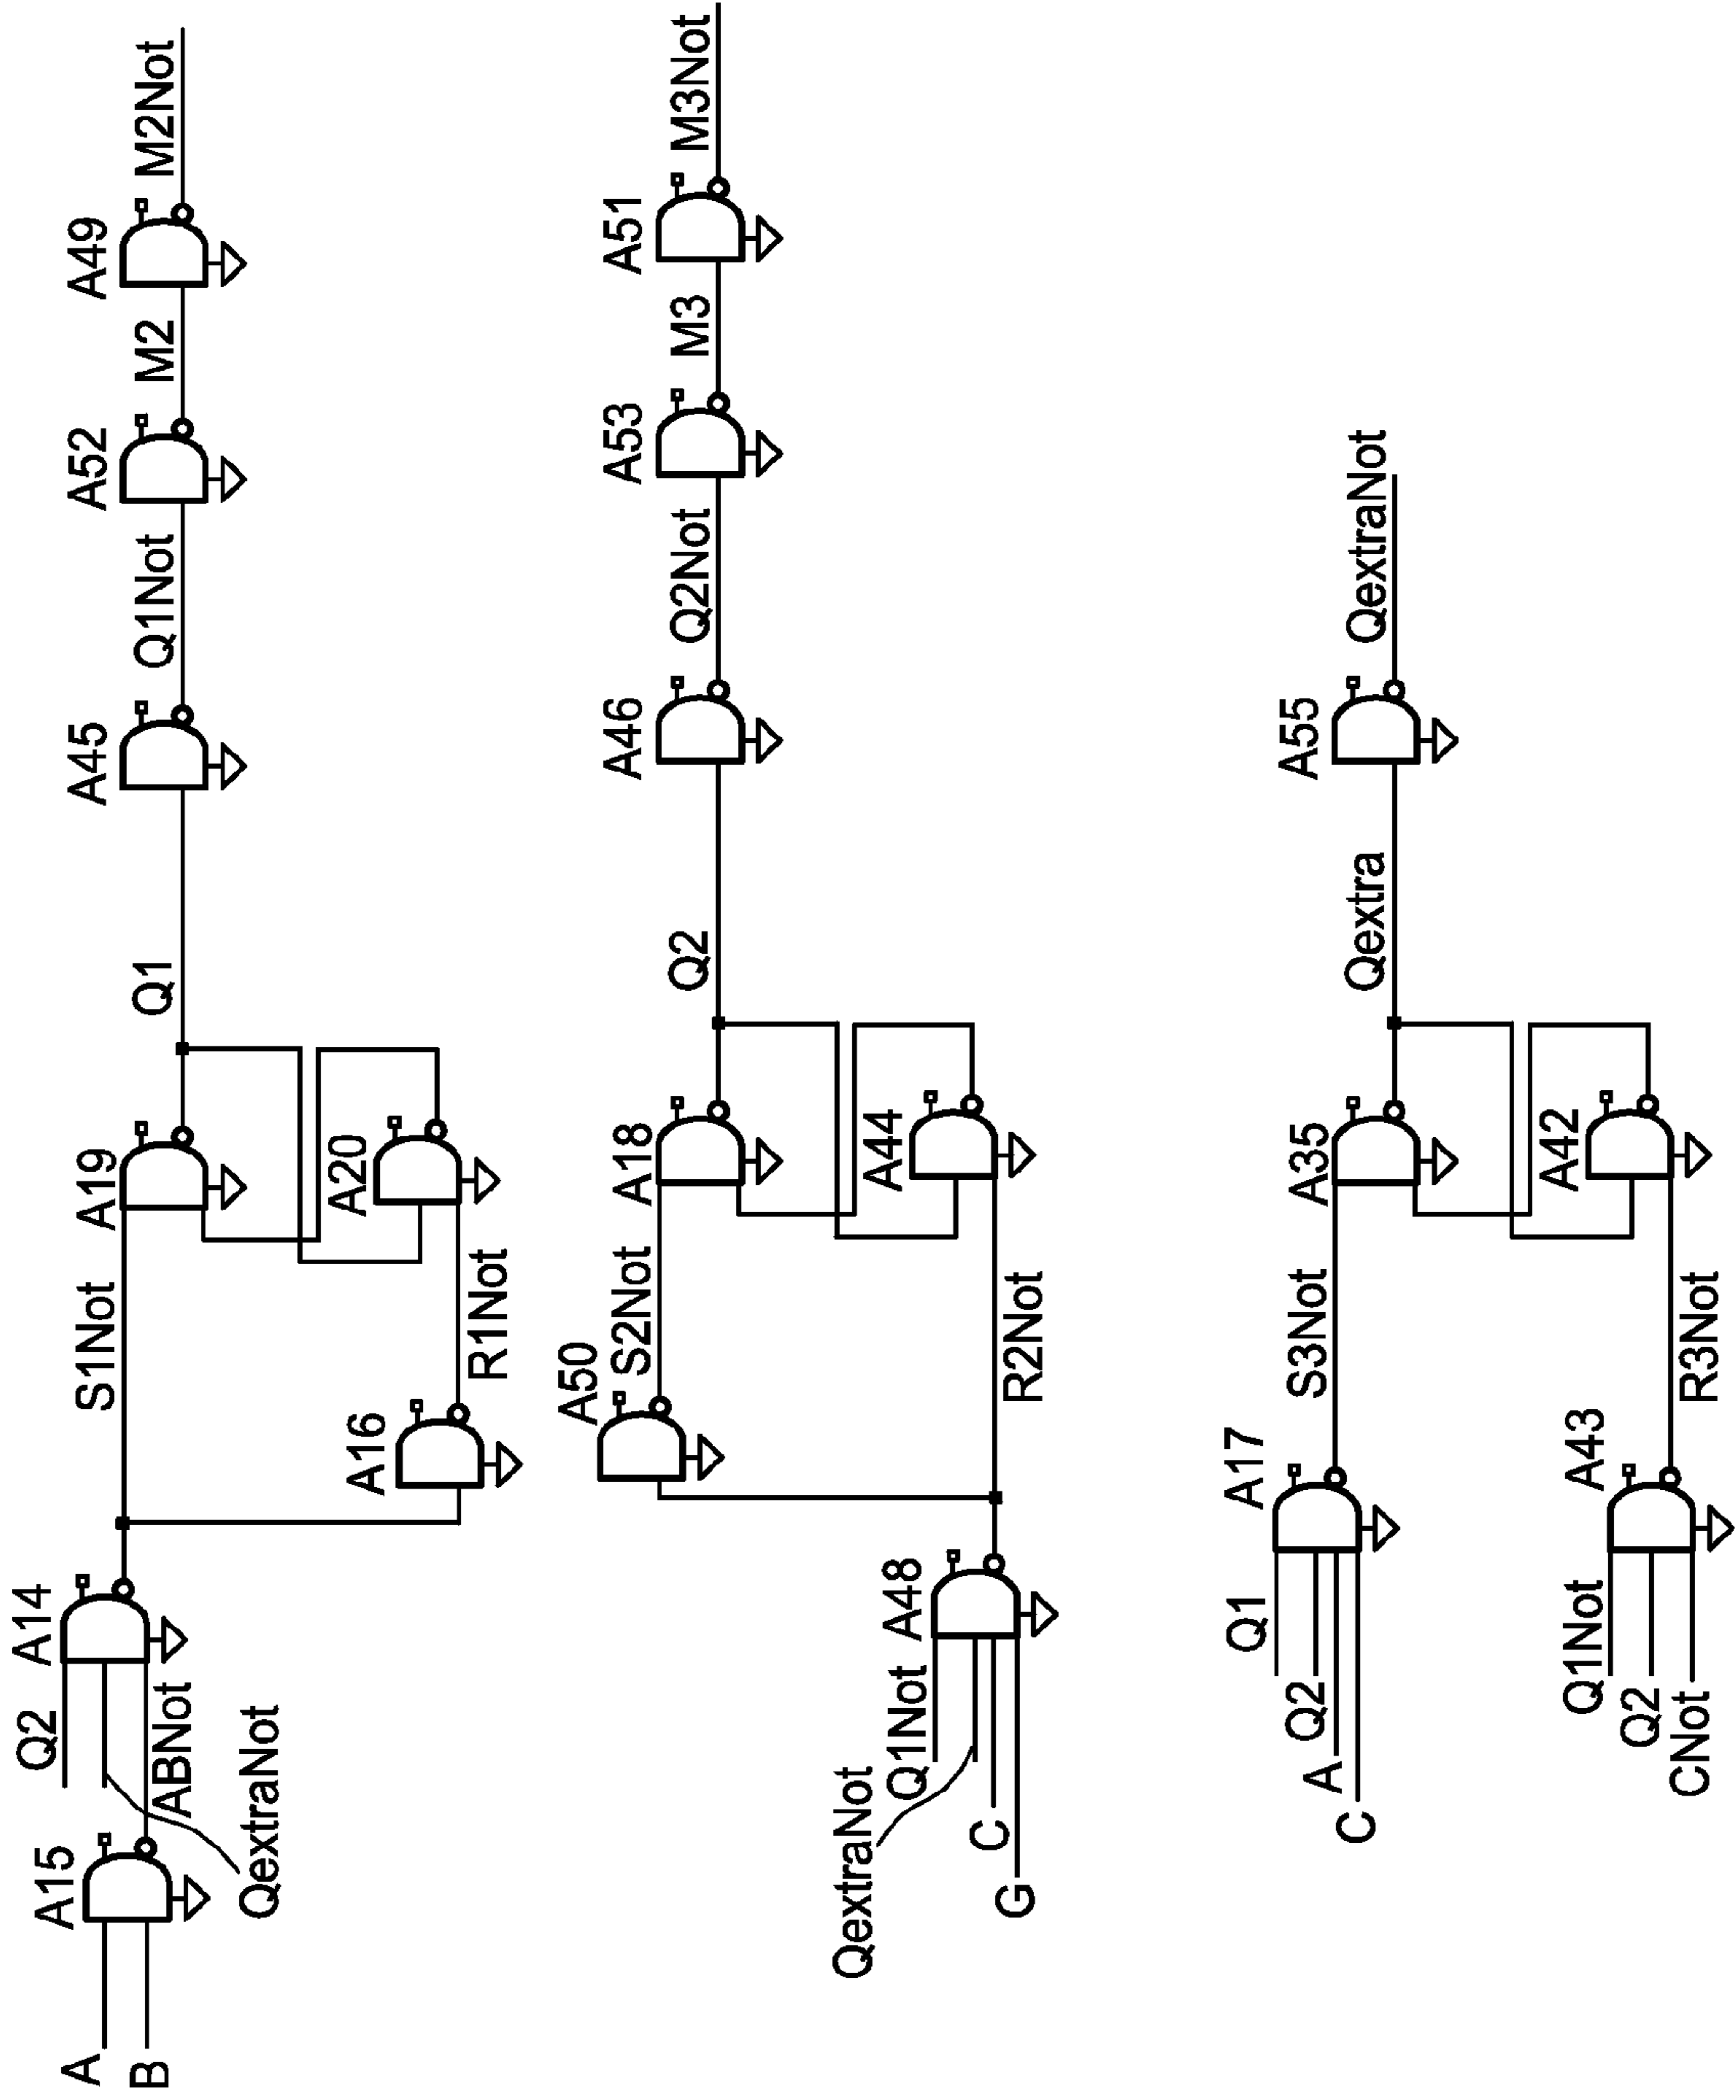 A
B
A15
ABNot
QextraNot
Q2
A14
S1Not
A16
R1Not
A19
A20
Q1
A45
Q1Not
A52
M2
A49
M2Not
QextraNot
Q1Not
C
G
A48
A50
S2Not
R2Not
A18
A44
Q2
A46
Q2Not
A53
M3
A51
M3Not
Q1
Q2
A
C
A17
S3Not
Q1Not
Q2
CNot
A43
R3Not
A35
A42
Qextra
A55
QextraNot